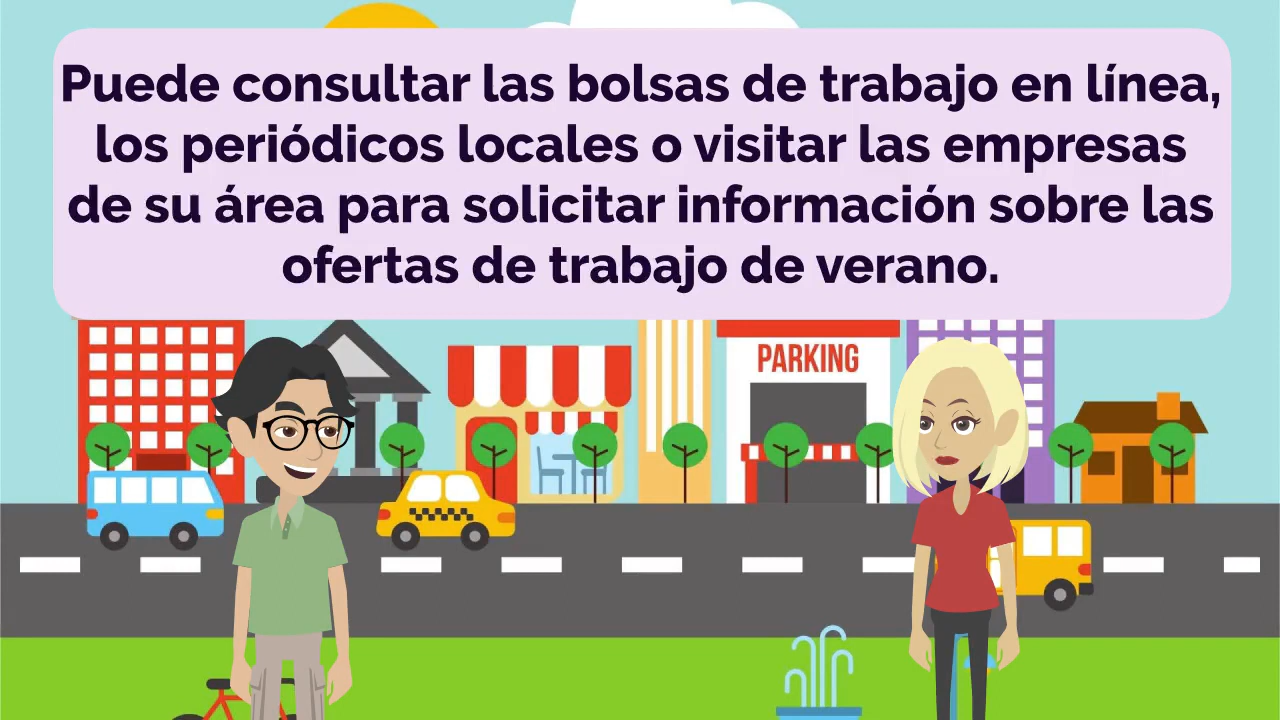 Puede consultar las bolsas de trabajo en línea,
los periódicos locales o visitar las empresas
de su área para solicitar información sobre las
ofertas de trabajo de verano.
PARKING